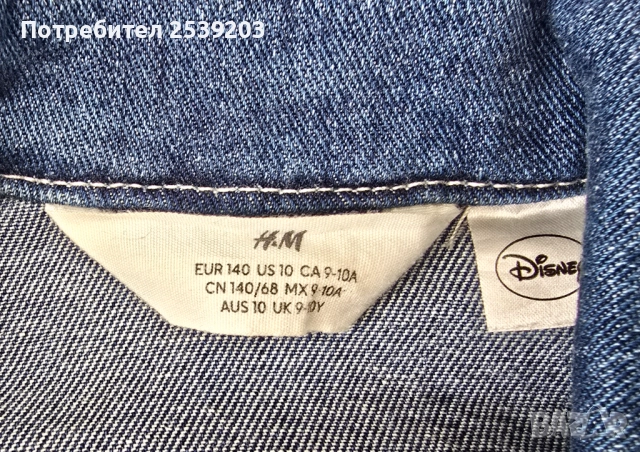 Потребител 2539203
H&M
EUR 140 US 10 CA 9-10A
CN 140/68 MX 9-10A
AUS 10 UK 9-10Y
Disney